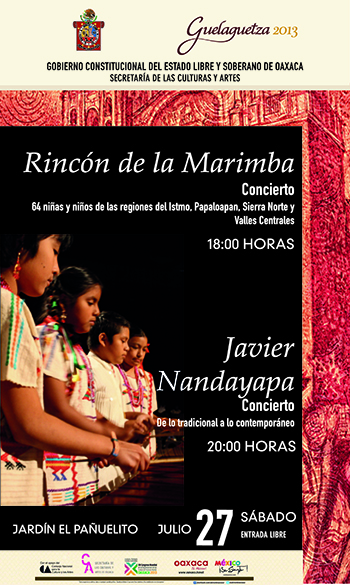 Guelaguetza 2013
GOBIERNO CONSTITUCIONAL DEL ESTADO LIBRE Y SOBERANO DE OAXACA
SECRETARÍA DE LAS CULTURAS Y ARTES
Rincón de la Marimba
Concierto
64 niñas y niños de las regiones del Istmo, Papaloapan, Sierra Norte y
Valles Centrales
18:00 HORAS
Javier
Nandayapa
Concierto
De lo tradicional a lo contemporáneo
20:00 HORAS
JARDÍN EL PAÑUELITO JULIO 27 SÁBADO
ENTRADA LIBRE
CA
oaxaca
MÉXICO